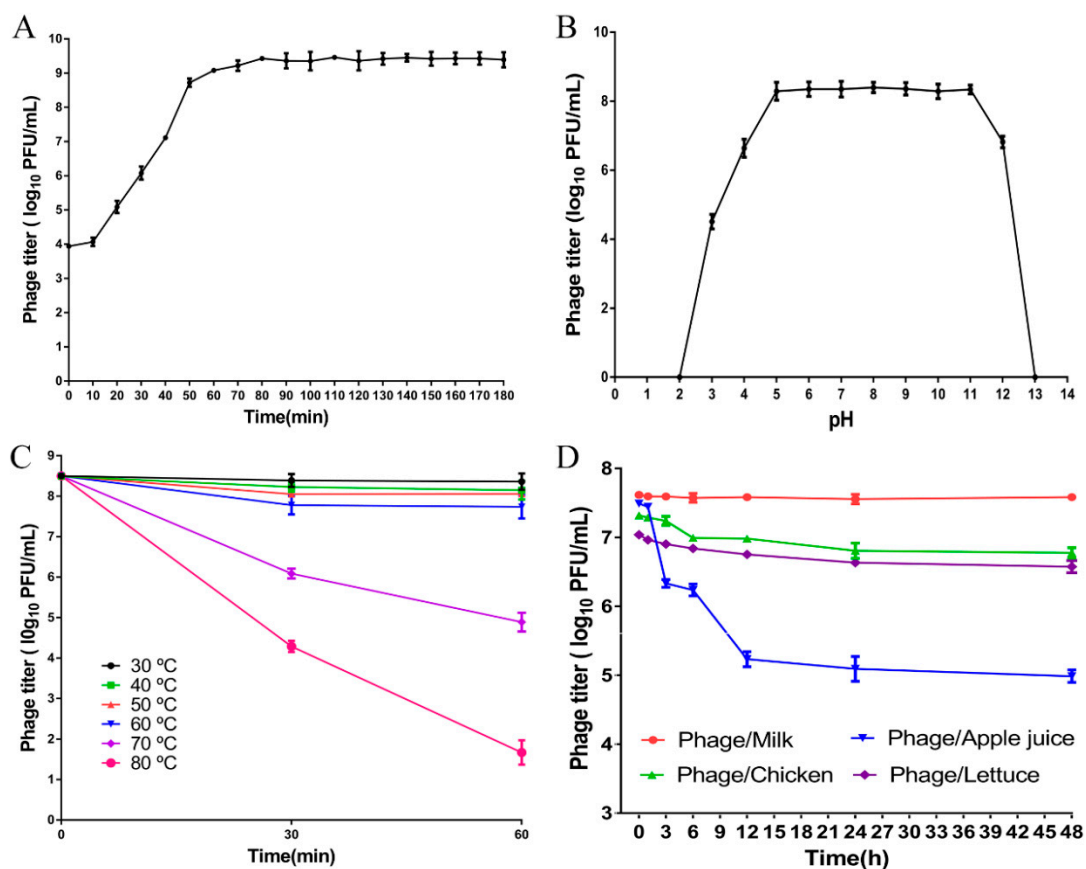 A
Phage titer ( log10 PFU/mL)
10
9
8
7
6
5
4
3
2
1
0
0 10 20 30 40 50 60 70 80 90 100 110 120 130 140 150 160 170 180
Time(min)
B
Phage titer (log10 PFU/mL)
10
8
6
4
2
0
0 1 2 3 4 5 6 7 8 9 10 11 12 13 14
pH
C
Phage titer ( l0g10 PFU/mL)
9
8
7
6
5
4
3
2
1
0
30 ºC
40 ºC
50 ºC
60 ºC
70 ºC
80 ºC
0 30 60
Time(min)
D
Phage titer ( log10 PFU/mL)
8
7
6
5
4
3
Phage/Milk
Phage/Apple juice
Phage/Chicken
Phage/Lettuce
0 3 6 9 12 15 18 21 24 27 30 33 36 39 42 45 48
Time(h)